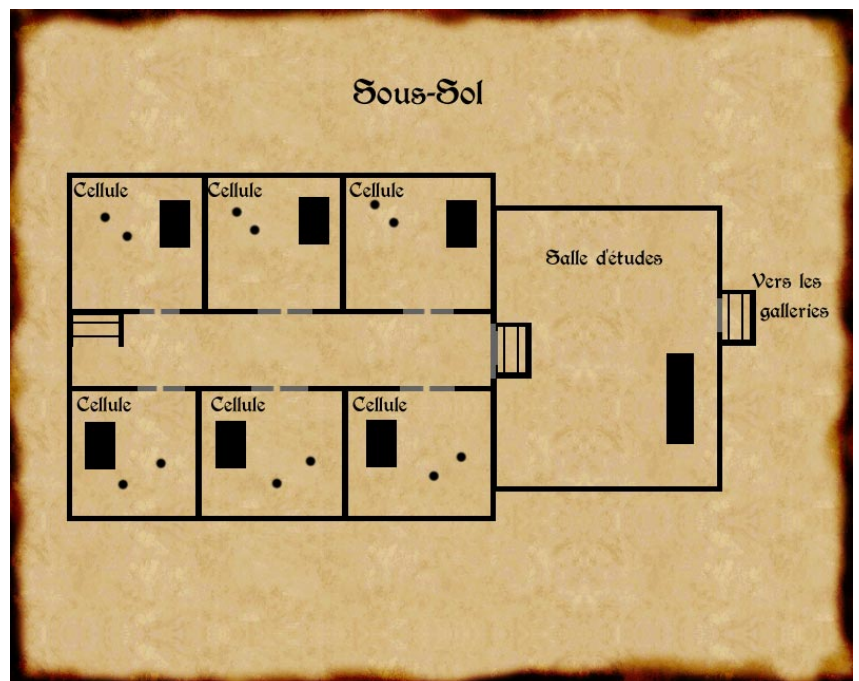 Sous-Sol
Cellule
Cellule
Cellule
Salle d'études
Vers les
galleries
Cellule
Cellule
Cellule